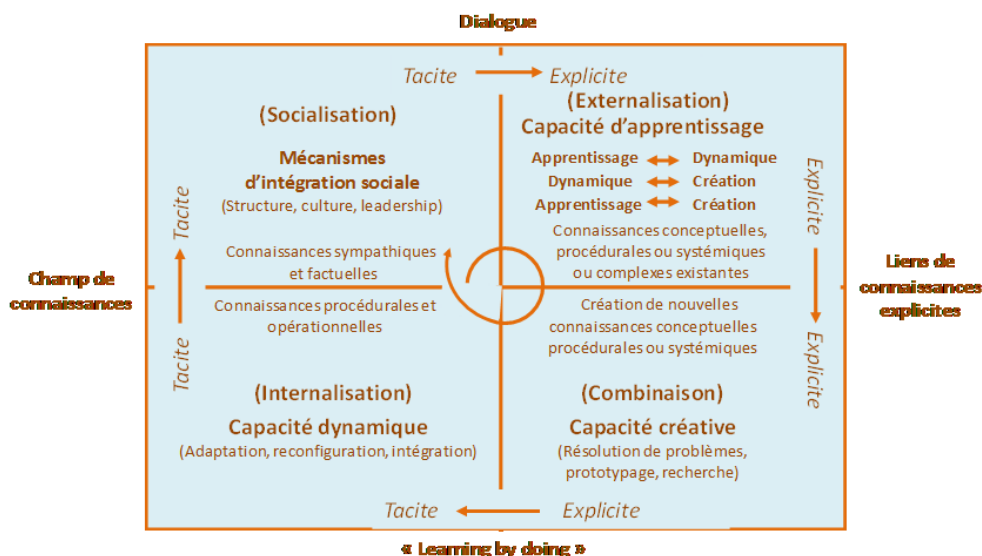 Dialogue
Tacite
Explicite
(Socialisation)
Mécanismes
d'intégration sociale
(Structure, culture, leadership)
Connaissances sympathiques
et factuelles
(Externalisation)
Capacité d'apprentissage
Apprentissage Dynamique
Dynamique Création
Apprentissage Création
Connaissances conceptuelles,
procédurales ou systémiques
ou complexes existantes
Tacite
Tacite
Explicite
Explicite
Champ de
connaissances
Liens de
connaissances
explicites
Connaissances procédurales et
opérationnelles
(Internalisation)
Capacité dynamique
(Adaptation, reconfiguration, intégration)
Création de nouvelles
connaissances conceptuelles
procédurales ou systémiques
(Combinaison)
Capacité créative
(Résolution de problèmes,
prototypage, recherche)
Tacite
Explicite
« Learning by doing »